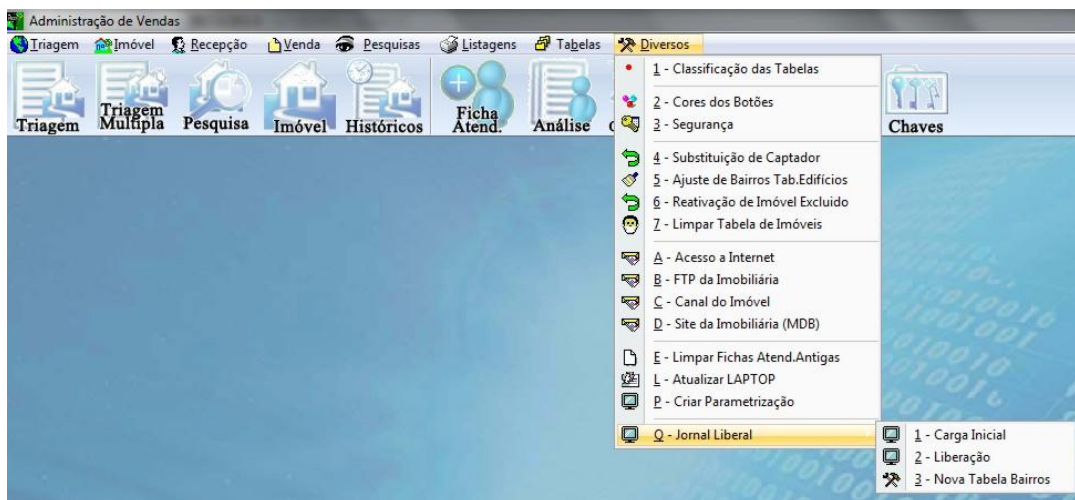 Administração de Vendas
Triagem Imóvel Recepção Venda Pesquisas Listagens Tabelas Diversos
Triagem
Triagem
Multipla
Pesquisa
Imóvel
Históricos
Ficha
Atend.
Análise
Chaves
1 - Classificação das Tabelas
2 - Cores dos Botões
3 - Segurança
4 - Substituição de Captador
5 - Ajuste de Bairros Tab.Edifícios
6 - Reativação de Imóvel Excluido
7 - Limpar Tabela de Imóveis
A - Acesso a Internet
B - FTP da Imobiliária
C - Canal do Imóvel
D - Site da Imobiliária (MDB)
E - Limpar Fichas Atend.Antigas
L - Atualizar LAPTOP
P - Criar Parametrização
Q - Jornal Liberal
1 - Carga Inicial
2 - Liberação
3 - Nova Tabela Bairros